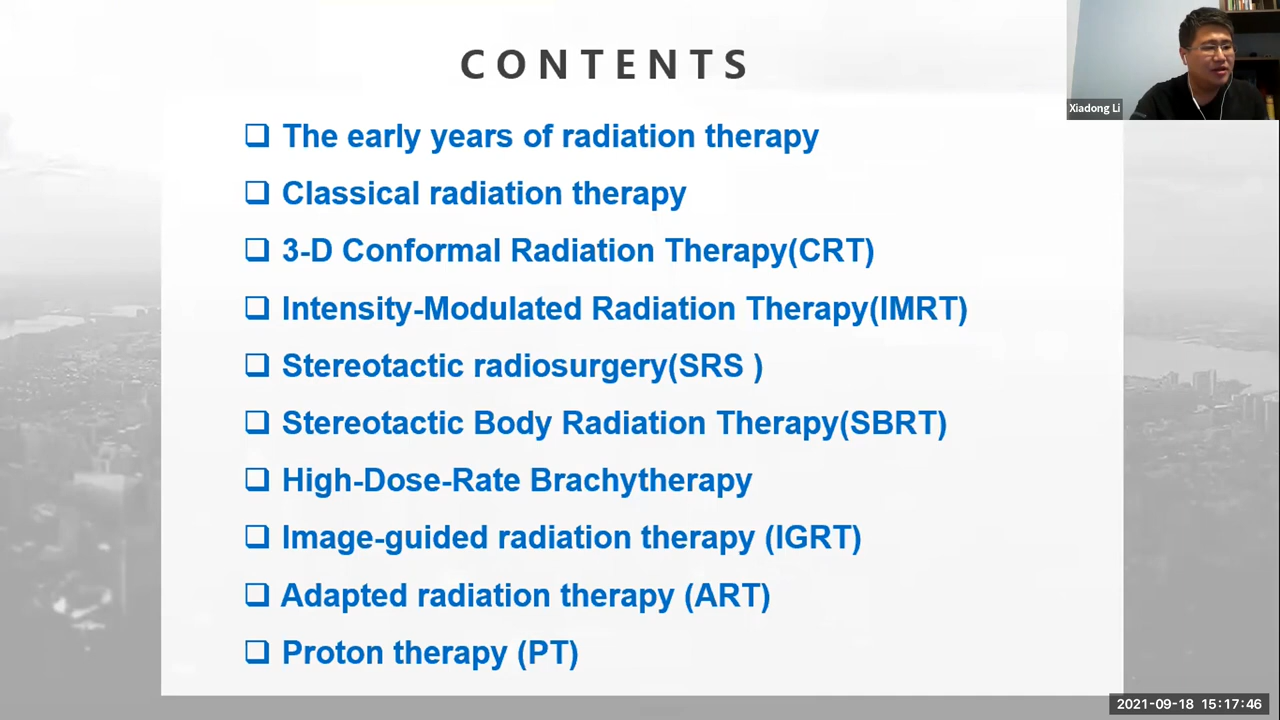 CONTENTS
Xiadong Li
❑ The early years of radiation therapy
❑ Classical radiation therapy
❑ 3-D Conformal Radiation Therapy(CRT)
❑ Intensity-Modulated Radiation Therapy(IMRT)
❑ Stereotactic radiosurgery(SRS )
❑ Stereotactic Body Radiation Therapy(SBRT)
❑ High-Dose-Rate Brachytherapy
❑ Image-guided radiation therapy (IGRT)
❑ Adapted radiation therapy (ART)
❑ Proton therapy (PT)
2021-09-18 15:17:46